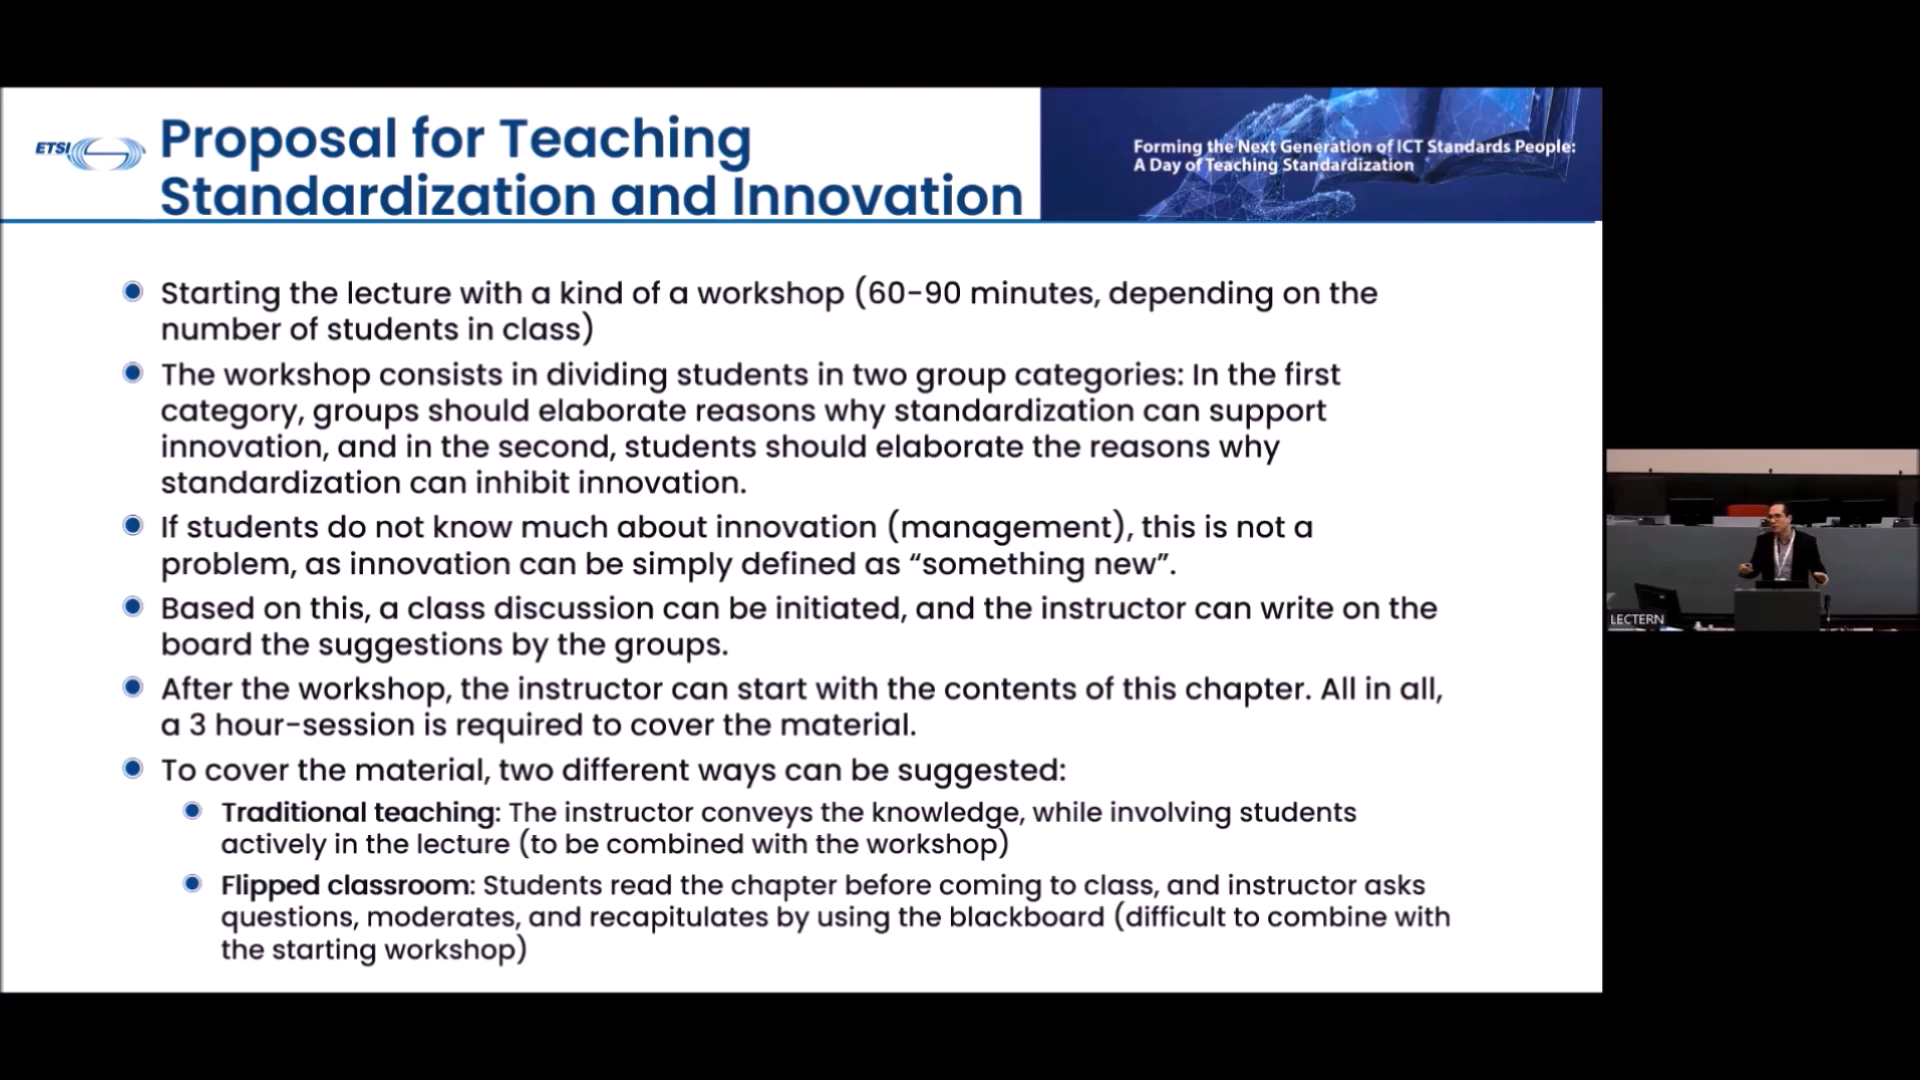 ETSI
Proposal for Teaching
Standardization and Innovation
Forming the Next Generation of ICT Standards People:
A Day of Teaching Standardization
Starting the lecture with a kind of a workshop (60-90 minutes, depending on the
number of students in class)
The workshop consists in dividing students in two group categories: In the first
category, groups should elaborate reasons why standardization can support
innovation, and in the second, students should elaborate the reasons why
standardization can inhibit innovation.
If students do not know much about innovation (management), this is not a
problem, as innovation can be simply defined as “something new”.
Based on this, a class discussion can be initiated, and the instructor can write on the
board the suggestions by the groups.
After the workshop, the instructor can start with the contents of this chapter. All in all,
a 3 hour-session is required to cover the material.
To cover the material, two different ways can be suggested:
Traditional teaching: The instructor conveys the knowledge, while involving students
actively in the lecture (to be combined with the workshop)
Flipped classroom: Students read the chapter before coming to class, and instructor asks
questions, moderates, and recapitulates by using the blackboard (difficult to combine with
the starting workshop)
LECTERN